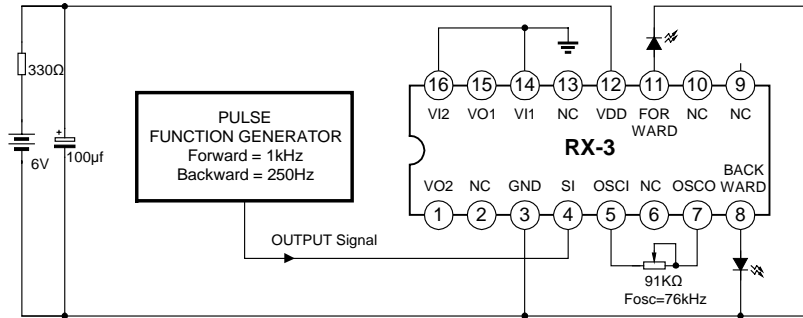 330Ω
6V
+
100μf
PULSE
FUNCTION GENERATOR
Forward = 1kHz
Backward = 250Hz
OUTPUT Signal
16 15 14 13 12 11 10 9
VI2 VO1 VI1 NC VDD FOR NC NC
WARD
RX-3
BACK
VO2 NC GND SI OSCI NC OSCO WARD
1 2 3 4 5 6 7 8
91KΩ
Fosc=76kHz